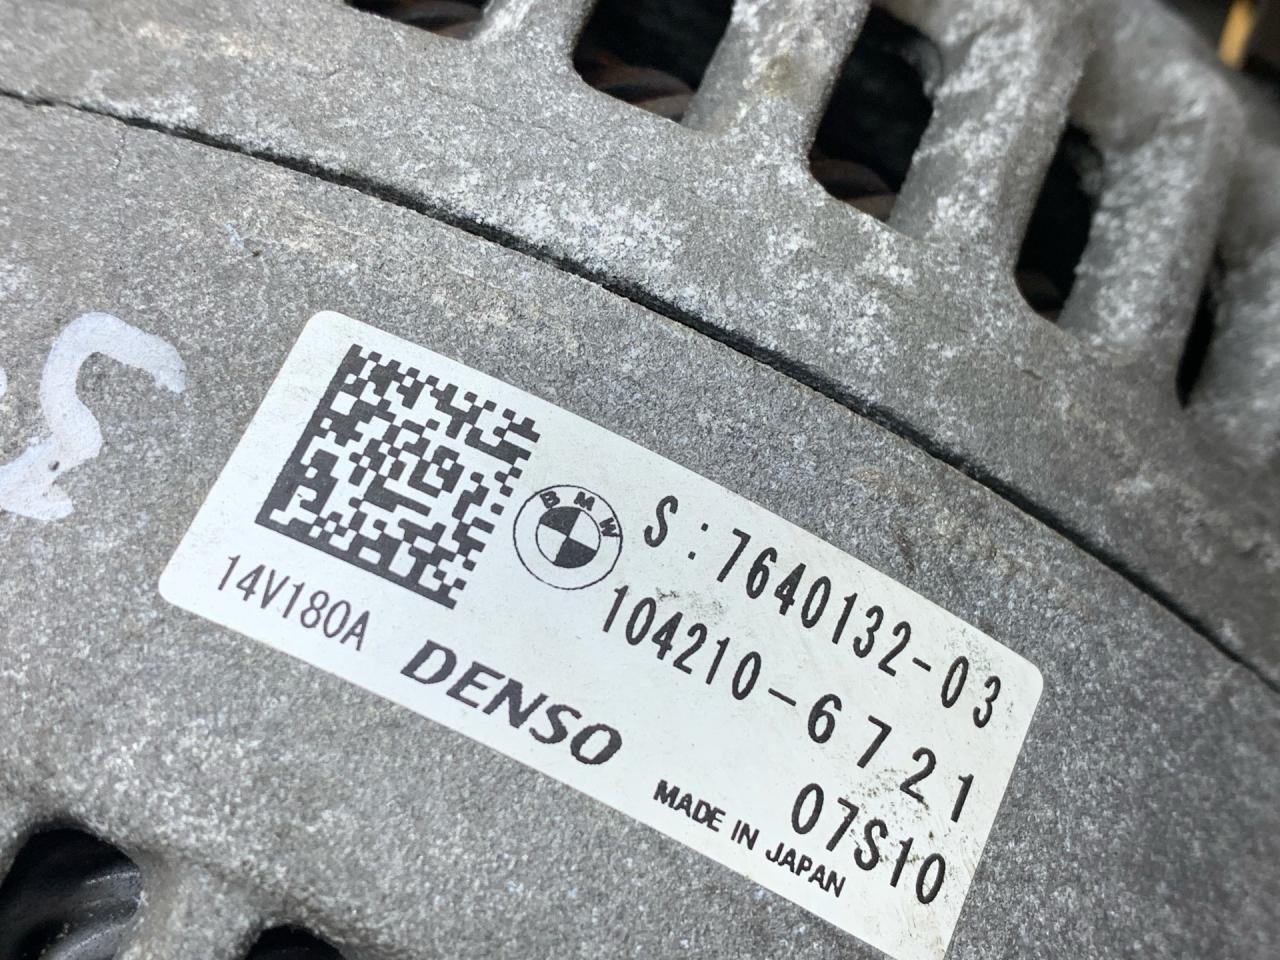 BMW
S:7640132-03
104210-6721
14V180A
DENSO
07S10
MADE IN JAPAN